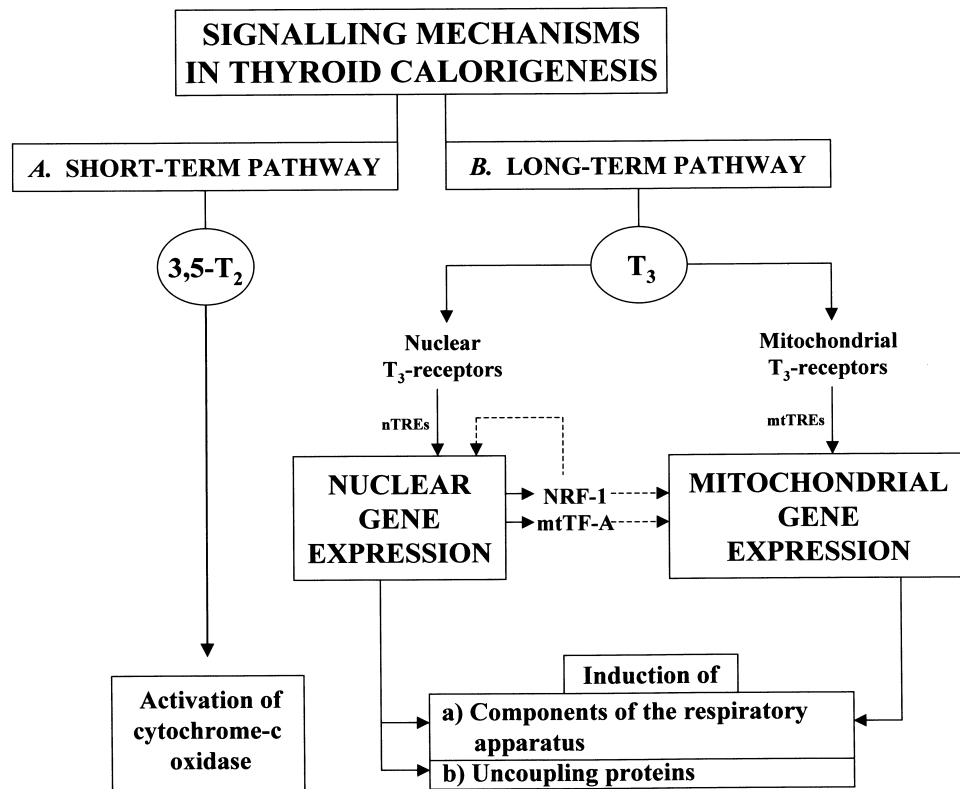 SIGNALLING MECHANISMS
IN THYROID CALORIGENESIS
A. SHORT-TERM PATHWAY
B. LONG-TERM PATHWAY
3,5-T₂
T₃
Nuclear
T₃-receptors
Mitochondrial
T₃-receptors
nTREs
mtTREs
NUCLEAR
GENE
EXPRESSION
NRF-1
mtTF-A
MITOCHONDRIAL
GENE
EXPRESSION
Activation of
cytochrome-c
oxidase
Induction of
a) Components of the respiratory
apparatus
b) Uncoupling proteins